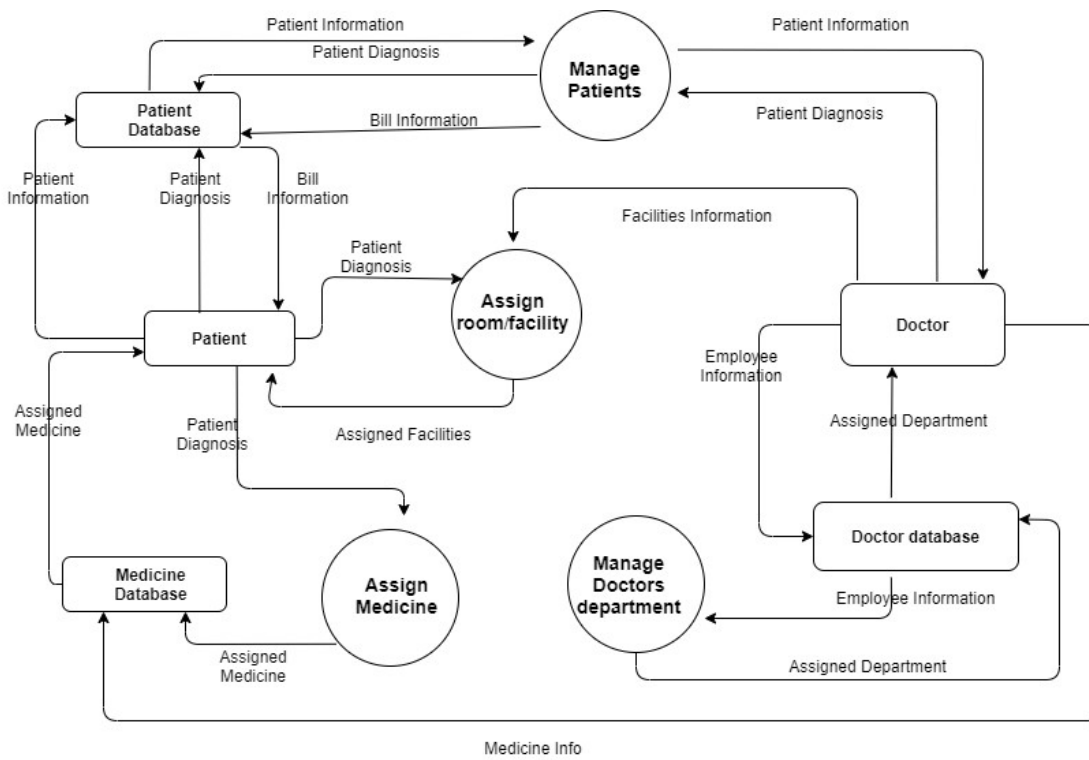 Patient Information
Patient Information
Patient Diagnosis
Manage
Patients
Patient
Database
Bill Information
Patient Diagnosis
Patient
Information
Patient
Diagnosis
Bill
Information
Facilities Information
Patient
Diagnosis
Assign
room/facility
Patient
Doctor
Employee
Information
Assigned
Medicine
Patient
Diagnosis
Assigned Facilities
Assigned Department
Doctor database
Manage
Doctors
department
Medicine
Database
Assign
Medicine
Employee Information
Assigned
Medicine
Assigned Department
Medicine Info